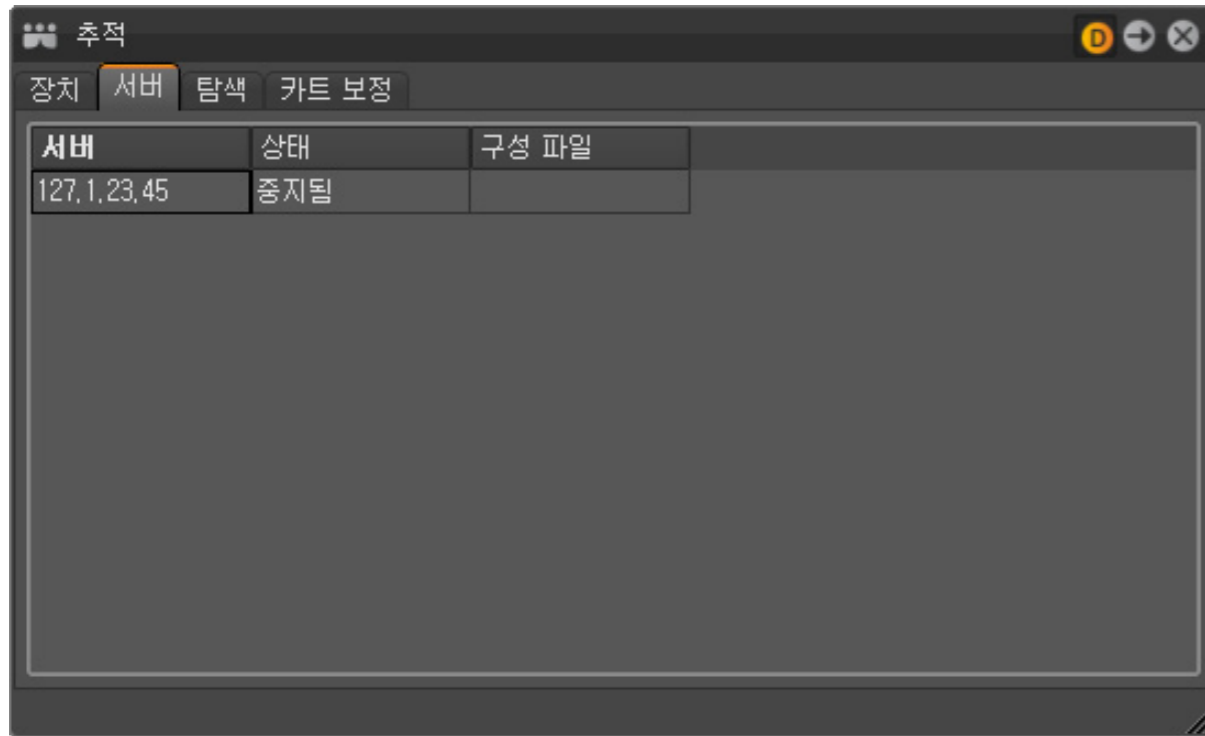 추적
D
장치 서버 탐색 카트 보정
서버 상태 구성 파일
127,1,23,45 중지됨